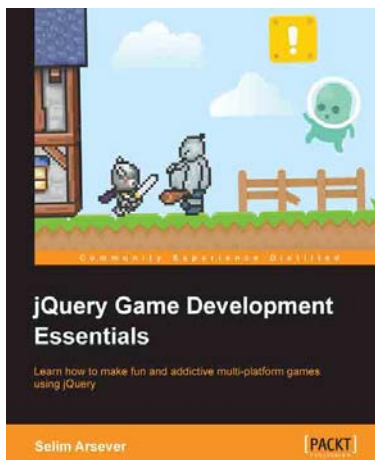 !
Community Experience Distilled
jQuery Game Development
Essentials
Learn how to make fun and addictive multi-platform games
using jQuery
Selim Arsever
[PACKT]
PUBLISHING